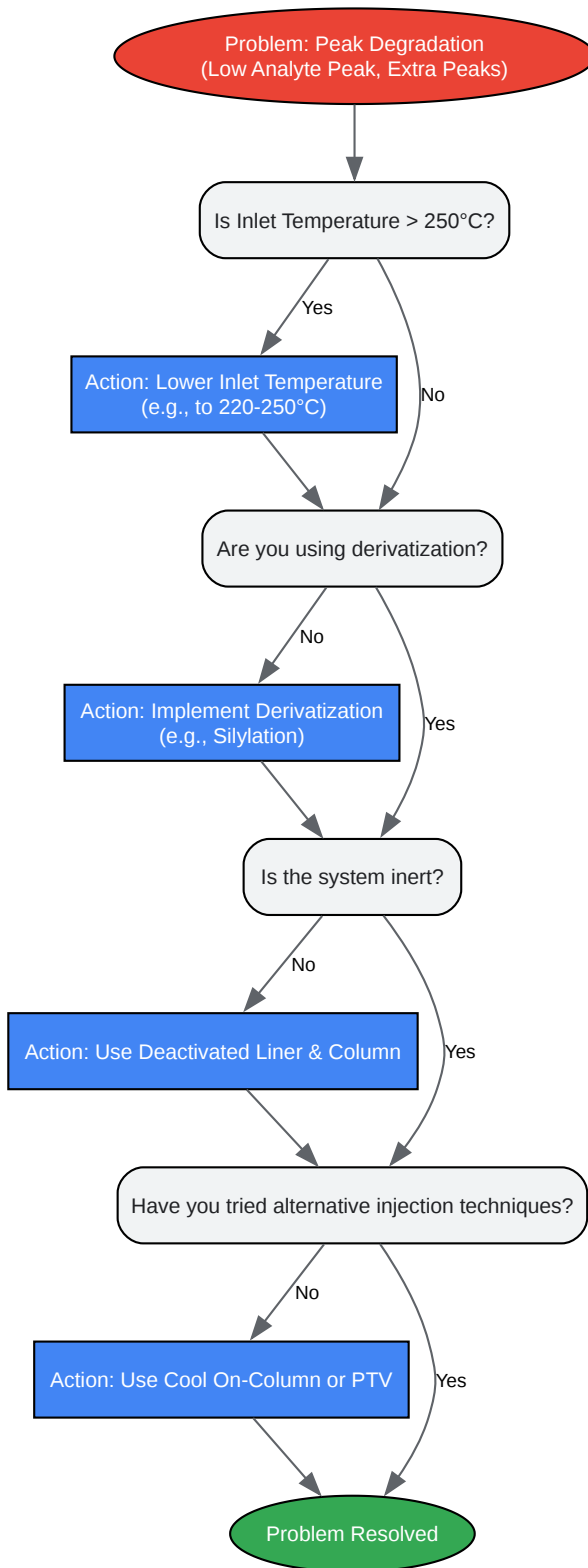 Problem: Peak Degradation
(Low Analyte Peak, Extra Peaks)
Is Inlet Temperature > 250°C?
Yes
Action: Lower Inlet Temperature
(e.g., to 220-250°C)
No
Are you using derivatization?
No
Action: Implement Derivatization
(e.g., Silylation)
Yes
Is the system inert?
No
Action: Use Deactivated Liner & Column
Yes
Have you tried alternative injection techniques?
No
Action: Use Cool On-Column or PTV
Yes
Problem Resolved